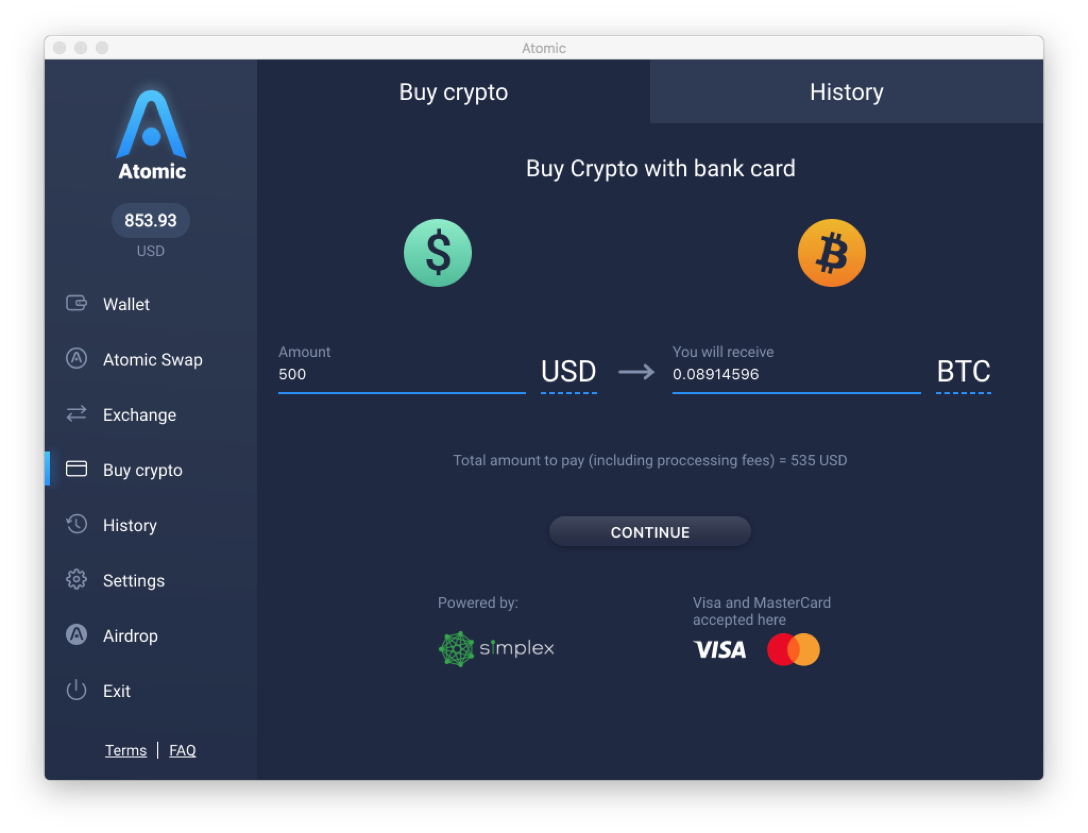 Atomic
Atomic
853.93
USD
Wallet
Atomic Swap
Exchange
Buy crypto
History
Settings
Airdrop
Exit
Terms | FAQ
Buy crypto
History
Buy Crypto with bank card
Amount
500
USD
You will receive
0.08914596
BTC
Total amount to pay (including proccessing fees) = 535 USD
CONTINUE
Powered by:
simplex
Visa and MasterCard
accepted here
VISA